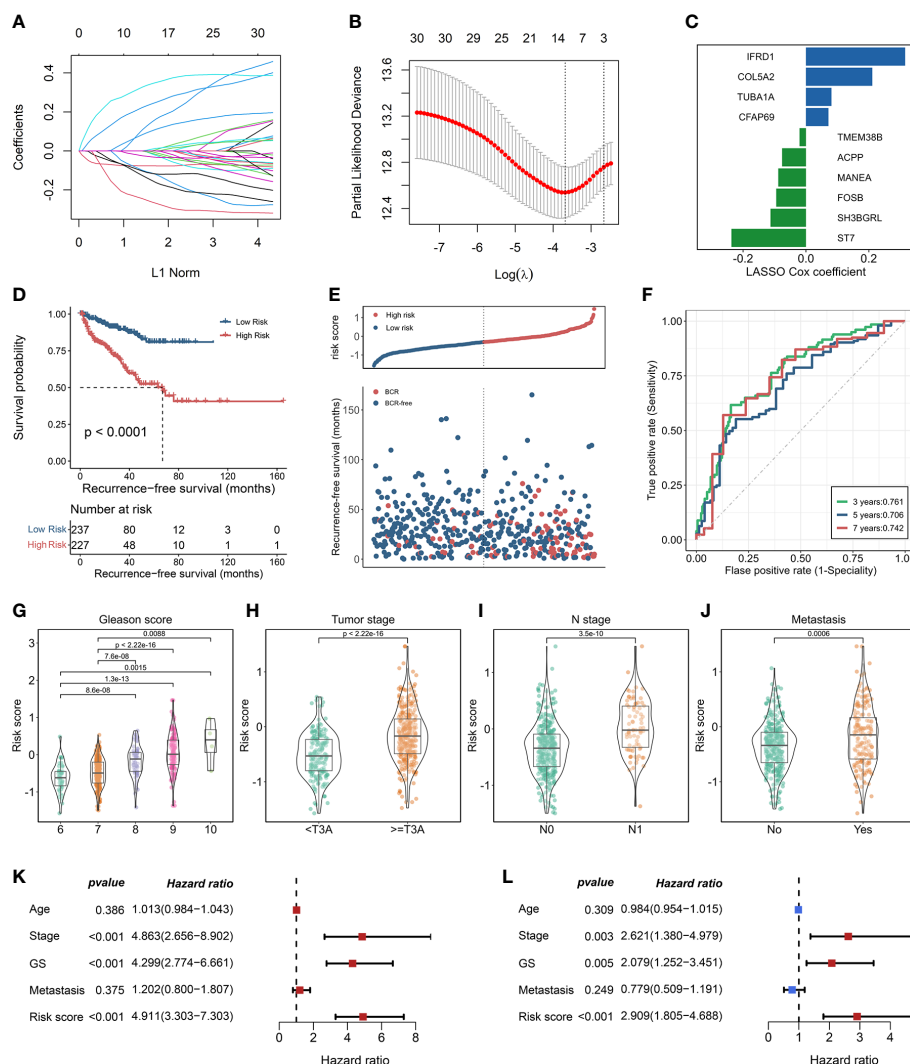 A
0 10 17 25 30
Coefficients
0.4
0.2
0.0
-0.2
0 1 2 3 4
L1 Norm
B
30 30 29 25 21 14 7 3
Partial Likelihood Deviance
13.6
13.2
12.8
12.4
-7 -6 -5 -4 -3
Log(λ)
C
IFRD1
COL5A2
TUBA1A
CFAP69
TMEM38B
ACPP
MANEA
FOSB
SH3BGRL
ST7
-0.2 0.0 0.2
LASSO Cox coefficient
D
Survival probability
1.00
0.75
0.50
0.25
0.00
Low Risk
High Risk
p < 0.0001
0 40 80 120 160
Recurrence-free survival (months)
Number at risk
Low Risk 237 80 12 3 0
High Risk 227 48 10 1 1
0 40 80 120 160
Recurrence-free survival (months)
E
risk score
1
0
-1
High risk
Low risk
Recurrence-free survival (months)
150
100
50
0
BCR
BCR-free
F
True positive rate (Sensitivity)
1.00
0.75
0.50
0.25
0.00
3 years:0.761
5 years:0.706
7 years:0.742
0.00 0.25 0.50 0.75 1.0
Flase positive rate (1-Speciality)
G
Gleason score
Risk score
3
2
1
0
-1
0.0088
p < 2.22e-16
7.6e-08
0.0015
1.3e-13
8.6e-08
6 7 8 9 10
H
Tumor stage
Risk score
1
0
-1
p < 2.22e-16
<T3A >=T3A
I
N stage
Risk score
1
0
-1
3.5e-10
N0 N1
J
Metastasis
Risk score
1
0
-1
0.0006
No Yes
K
pvalue Hazard ratio
Age 0.386 1.013(0.984-1.043)
Stage <0.001 4.863(2.656-8.902)
GS <0.001 4.299(2.774-6.661)
Metastasis 0.375 1.202(0.800-1.807)
Risk score <0.001 4.911(3.303-7.303)
0 2 4 6 8
Hazard ratio
L
pvalue Hazard ratio
Age 0.309 0.984(0.954-1.015)
Stage 0.003 2.621(1.380-4.979)
GS 0.005 2.079(1.252-3.451)
Metastasis 0.249 0.779(0.509-1.191)
Risk score <0.001 2.909(1.805-4.688)
0 1 2 3 4
Hazard ratio